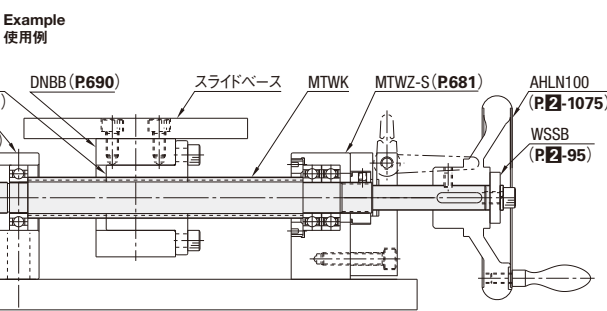 Example
使用例
DNBB（P.690）
スライドベース
MTWK
MTWZ-S（P.681）
AHLN100
（P.2-1075）
WSSB
（P.2-95）
）